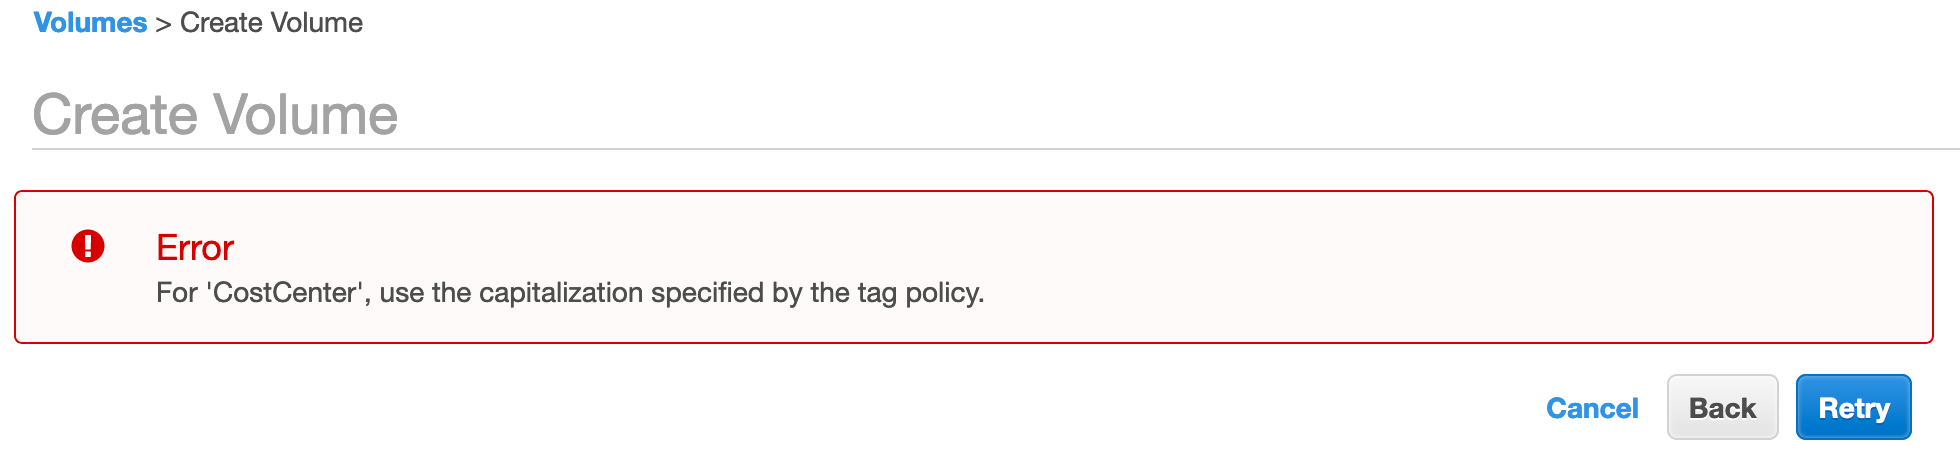 Volumes > Create Volume
Create Volume
Error
For 'CostCenter', use the capitalization specified by the tag policy.
Cancel Back Retry